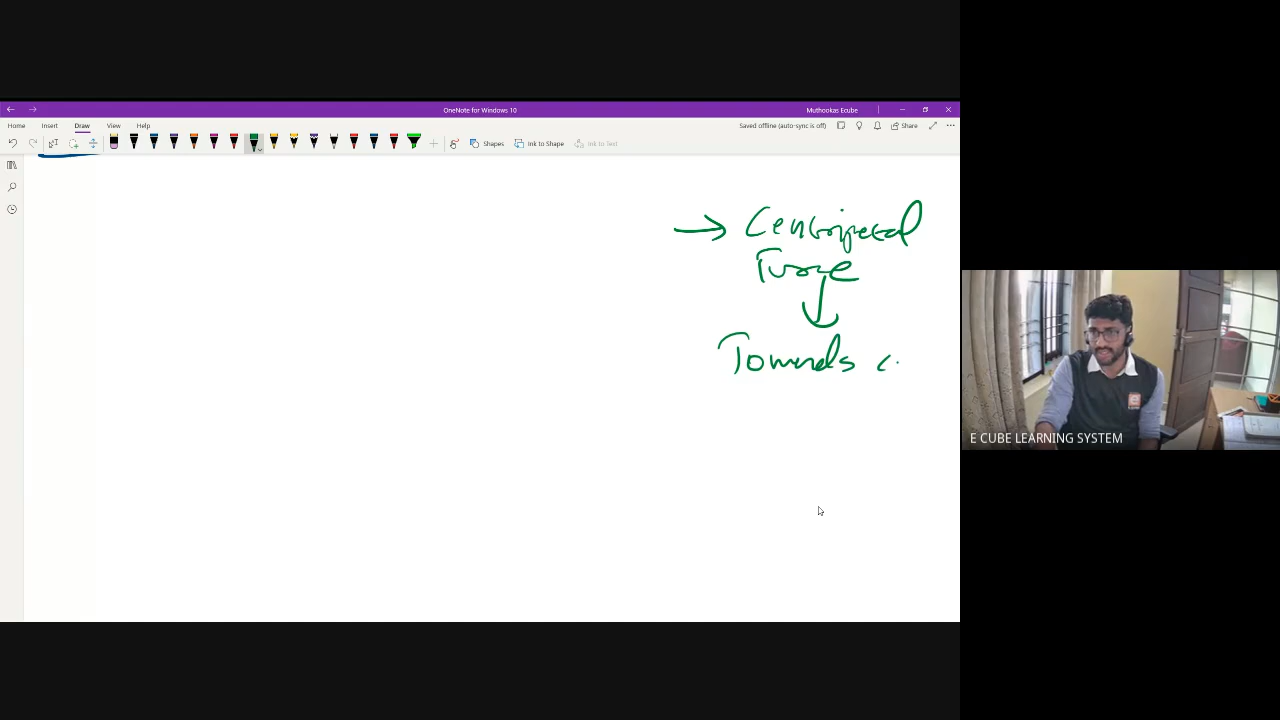 OneNote for Windows 10
Muthookas Ecube
Home Insert Draw View Help
Saved offline (auto-sync is off)
Share
Shapes
Ink to Shape
Ink to Text
→ Centripetal
Force
↓
Towards c.
E CUBE LEARNING SYSTEM